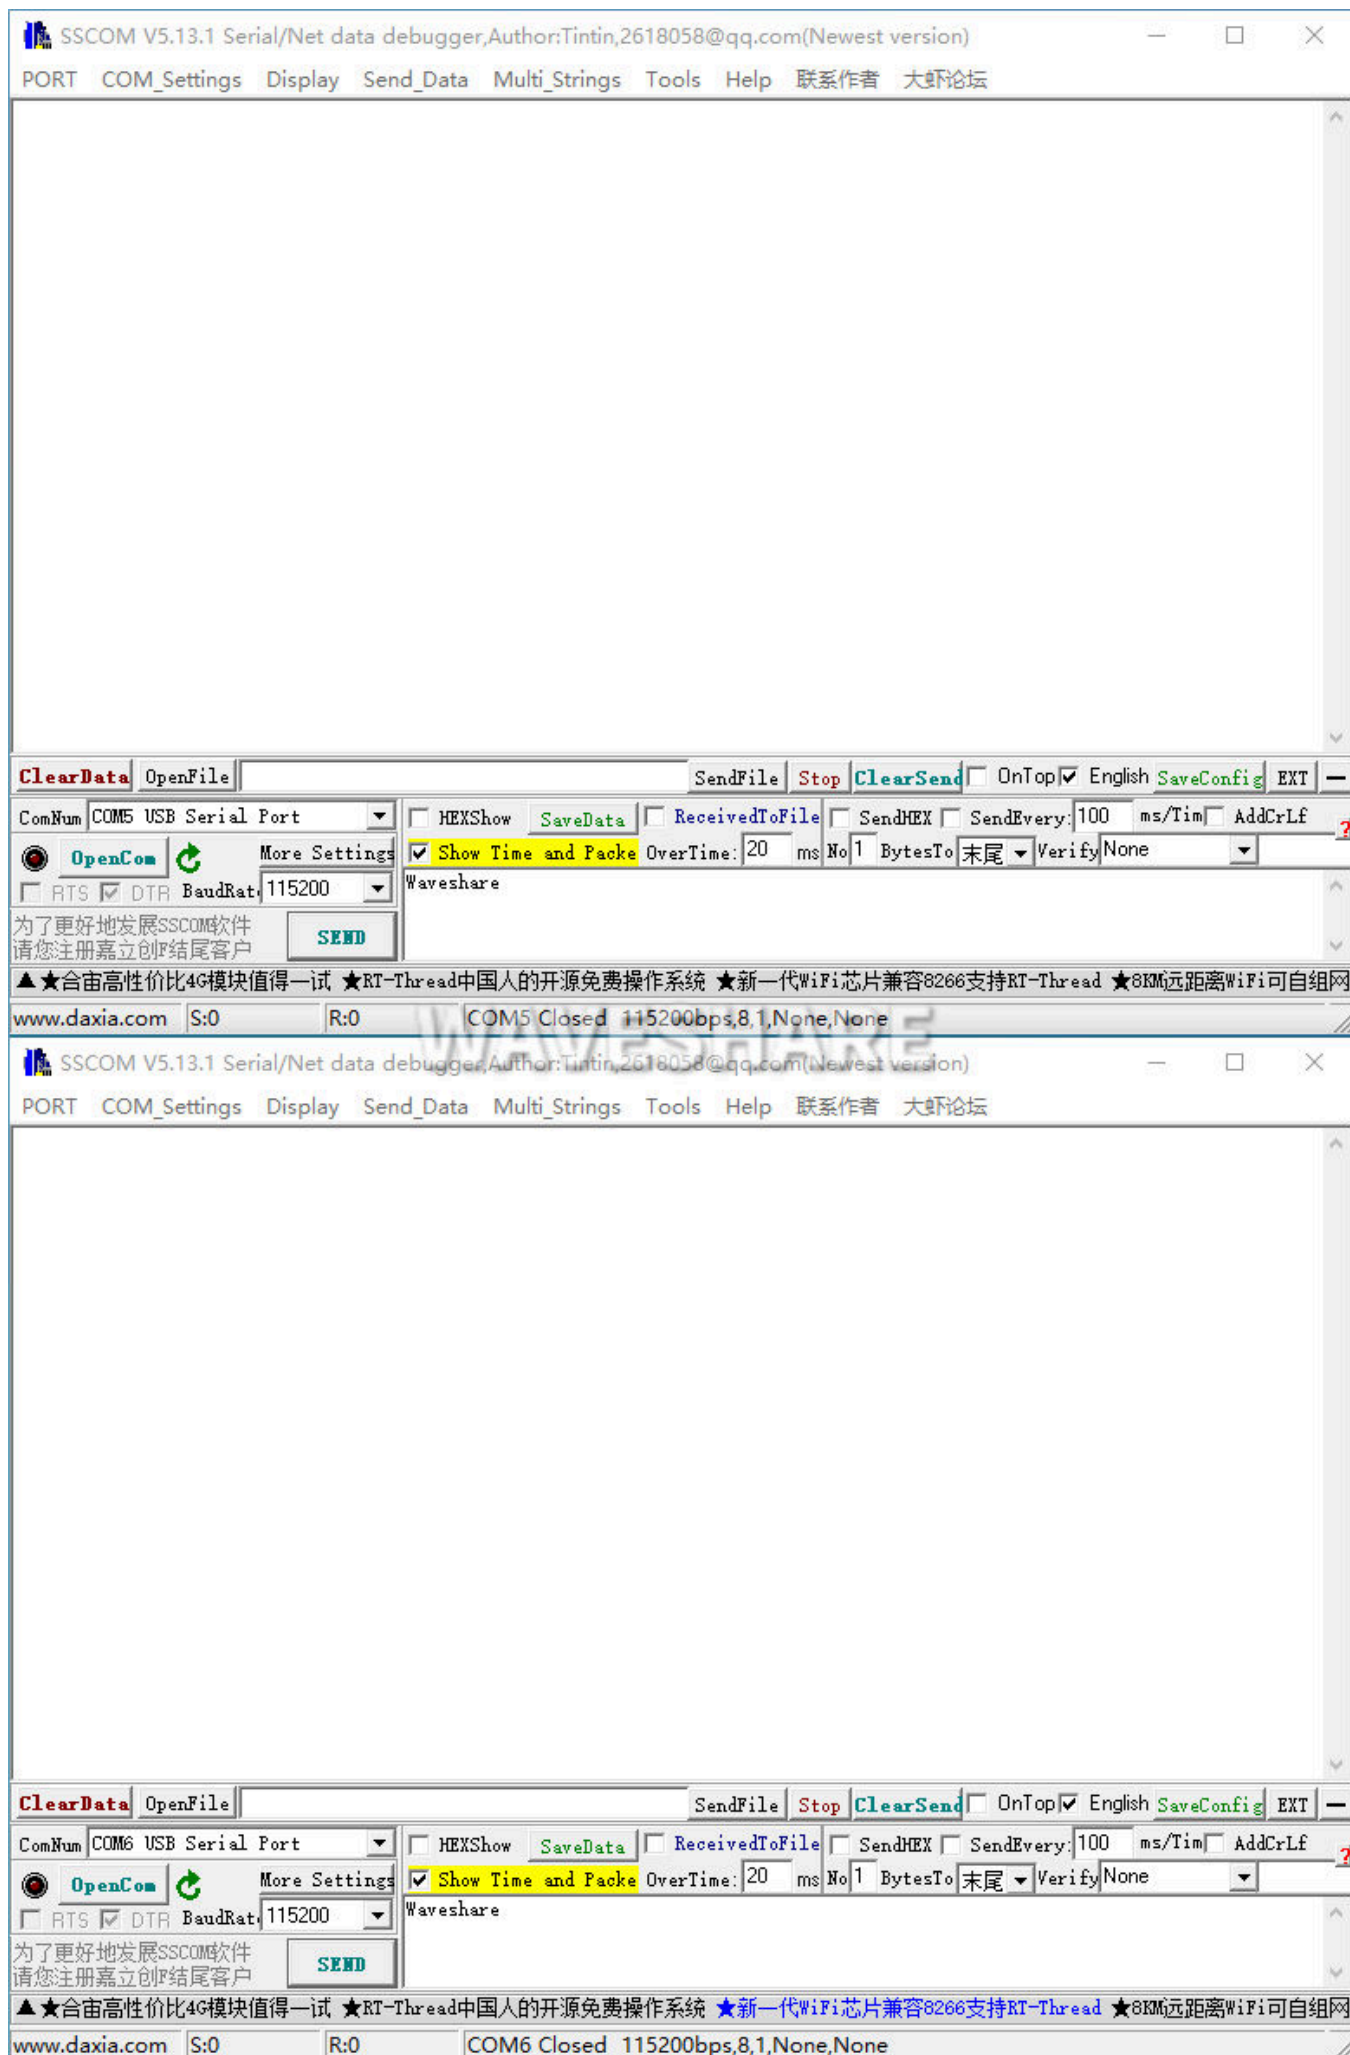 SSCOM V5.13.1 Serial/Net data debugger,Author:Tintin,2618058@qq.com(Newest version)
PORT COM_Settings Display Send_Data Multi_Strings Tools Help 联系作者 大虾论坛
ClearData OpenFile SendFile Stop ClearSend OnTop English SaveConfig EXT
ComNum COM5 USB Serial Port HEXShow SaveData ReceivedToFile SendHEX SendEvery: 100 ms/Tim AddCrLf ?
OpenCom More Settings Show Time and Packe OverTime: 20 ms No 1 BytesTo 末尾 Verify None
RTS DTR BaudRat 115200 Waveshare
为了更好地发展SSCOM软件
请您注册嘉立创F结尾客户 SEND
▲★合宙高性价比4G模块值得一试 ★RT-Thread中国人的开源免费操作系统 ★新一代WiFi芯片兼容8266支持RT-Thread ★8KM远距离WiFi可自组网
www.daxia.com S:0 R:0 COM5 Closed 115200bps,8,1,None,None
WAVESHARE
SSCOM V5.13.1 Serial/Net data debugger,Author:Tintin,2618058@qq.com(Newest version)
PORT COM_Settings Display Send_Data Multi_Strings Tools Help 联系作者 大虾论坛
ClearData OpenFile SendFile Stop ClearSend OnTop English SaveConfig EXT
ComNum COM6 USB Serial Port HEXShow SaveData ReceivedToFile SendHEX SendEvery: 100 ms/Tim AddCrLf ?
OpenCom More Settings Show Time and Packe OverTime: 20 ms No 1 BytesTo 末尾 Verify None
RTS DTR BaudRat 115200 Waveshare
为了更好地发展SSCOM软件
请您注册嘉立创F结尾客户 SEND
▲★合宙高性价比4G模块值得一试 ★RT-Thread中国人的开源免费操作系统 ★新一代WiFi芯片兼容8266支持RT-Thread ★8KM远距离WiFi可自组网
www.daxia.com S:0 R:0 COM6 Closed 115200bps,8,1,None,None